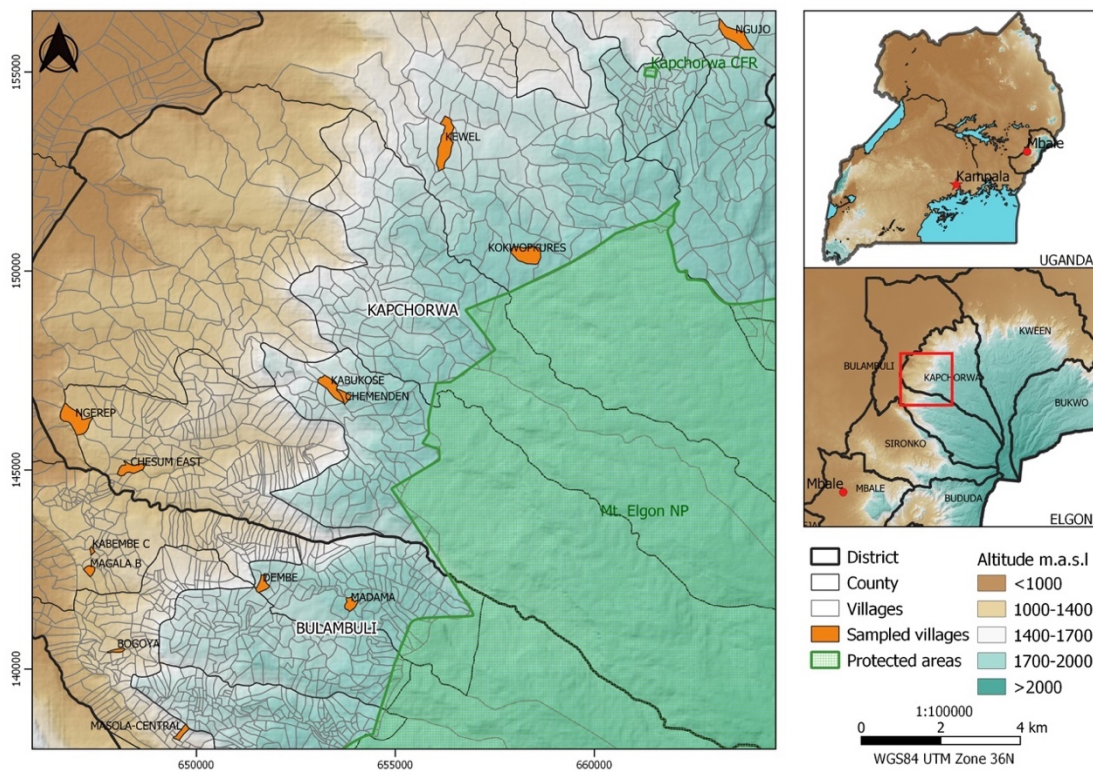 NGUJO
155000
Kapchorwa CFR
KEWEL
KOKWOPKURES
150000
KAPCHORWA
KABUKOSE
CHEMENDEN
NGEREP
CHESUM EAST
145000
Mt. Elgon NP
KABEMBE C
MAGALA B
DEMBE
MADAMA
BULAMBULI
BOGOYA
140000
MASOLA-CENTRAL
650000
655000
660000
Mbale
Kampala
UGANDA
KWEEN
BULAMBULI
KAPCHORWA
BUKWO
SIRONKO
Mbale
MBALE
BUDUDA
ELGON
District
County
Villages
Sampled villages
Protected areas
Altitude m.a.s.l
<1000
1000-1400
1400-1700
1700-2000
>2000
1:100000
0 2 4 km
WGS84 UTM Zone 36N